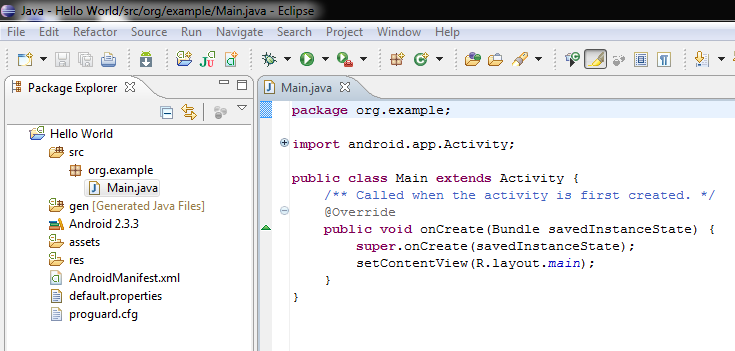 Java - Hello World/src/org/example/Main.java - Eclipse
File Edit Refactor Source Run Navigate Search Project Window Help
Package Explorer
Hello World
src
org.example
Main.java
gen [Generated Java Files]
Android 2.3.3
assets
res
AndroidManifest.xml
default.properties
proguard.cfg
Main.java
package org.example;
import android.app.Activity;
public class Main extends Activity {
/** Called when the activity is first created. */
@Override
public void onCreate(Bundle savedInstanceState) {
super.onCreate(savedInstanceState);
setContentView(R.layout.main);
}
}